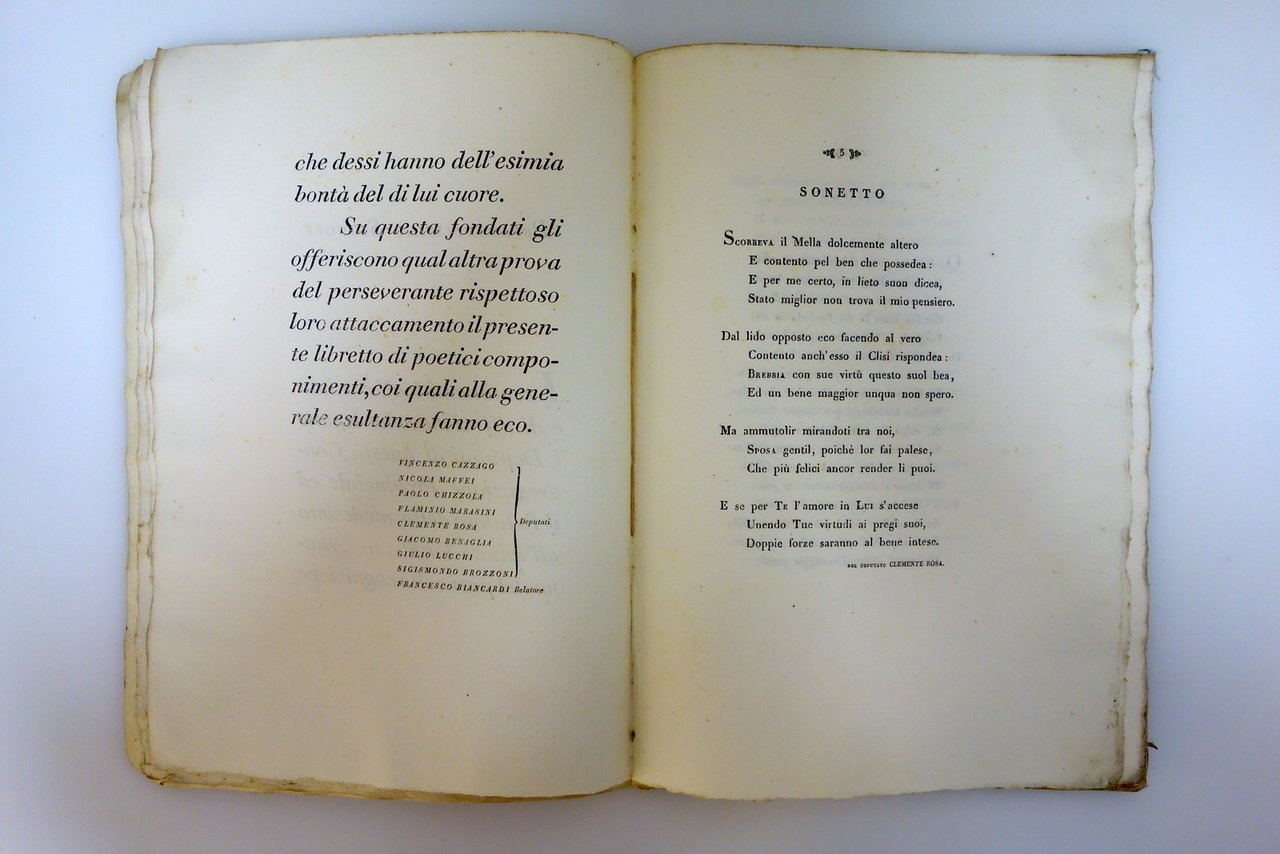 che dessi hanno dell'esimia
bontà del di lui cuore.
Su questa fondati gli
offeriscono qual altra prova
del perseverante rispettoso
loro attaccamento il presen-
te libretto di poetici compo-
nimenti, coi quali alla gene-
rale esultanza fanno eco.
VINCENZO CAZZAGO
NICOLA MAFFEI
PAOLO CHIZZOLA
FLAMINIO MARASINI
CLEMENTE ROSA
GIACOMO BENAGLIA
GIULIO LUCCHI
SIGISMONDO BROZZONI
Deputati
FRANCESCO BIANCARDI Relatore
5
SONETTO
SCORREVA il Mella dolcemente altero
E contento pel ben che possedea:
E per me certo, in lieto suon dicea,
Stato miglior non trova il mio pensiero.
Dal lido opposto eco facendo al vero
Contento anch'esso il Clisi rispondea:
BREBBIA con sue virtù questo suol bea,
Ed un bene maggior unqua non spero.
Ma ammutolir mirandoti tra noi,
SPOSA gentil, poichè lor fai palese,
Che più felici ancor render li puoi.
E se per TE l'amore in LUI s'accese
Unendo Tue virtudi ai pregi suoi,
Doppie forze saranno al bene intese.
DEL DEPUTATO CLEMENTE ROSA.